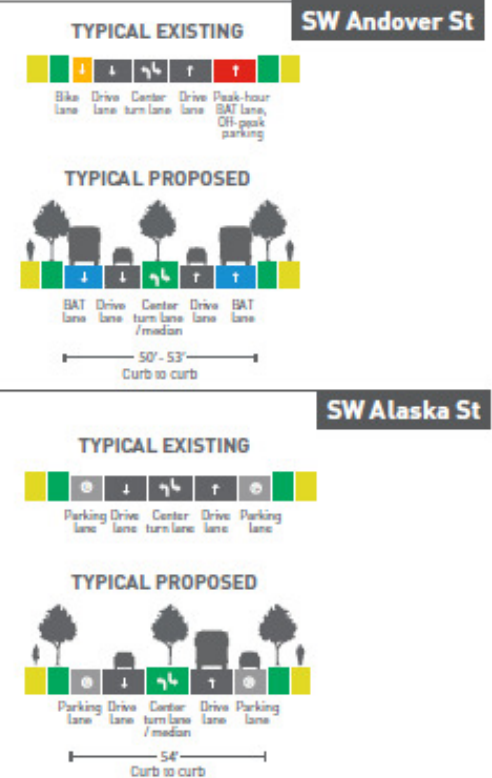 SW Andover St
TYPICAL EXISTING
Bike lane
Drive lane
Center turn lane
Drive lane
Peak-hour BAT lane, Off-peak parking
TYPICAL PROPOSED
BAT lane
Drive lane
Center turn lane /median
Drive lane
BAT lane
50' - 53'
Curb to curb
SW Alaska St
TYPICAL EXISTING
Parking lane
Drive lane
Center turn lane
Drive lane
Parking lane
TYPICAL PROPOSED
Parking lane
Drive lane
Center turn lane / median
Drive lane
Parking lane
54'
Curb to curb